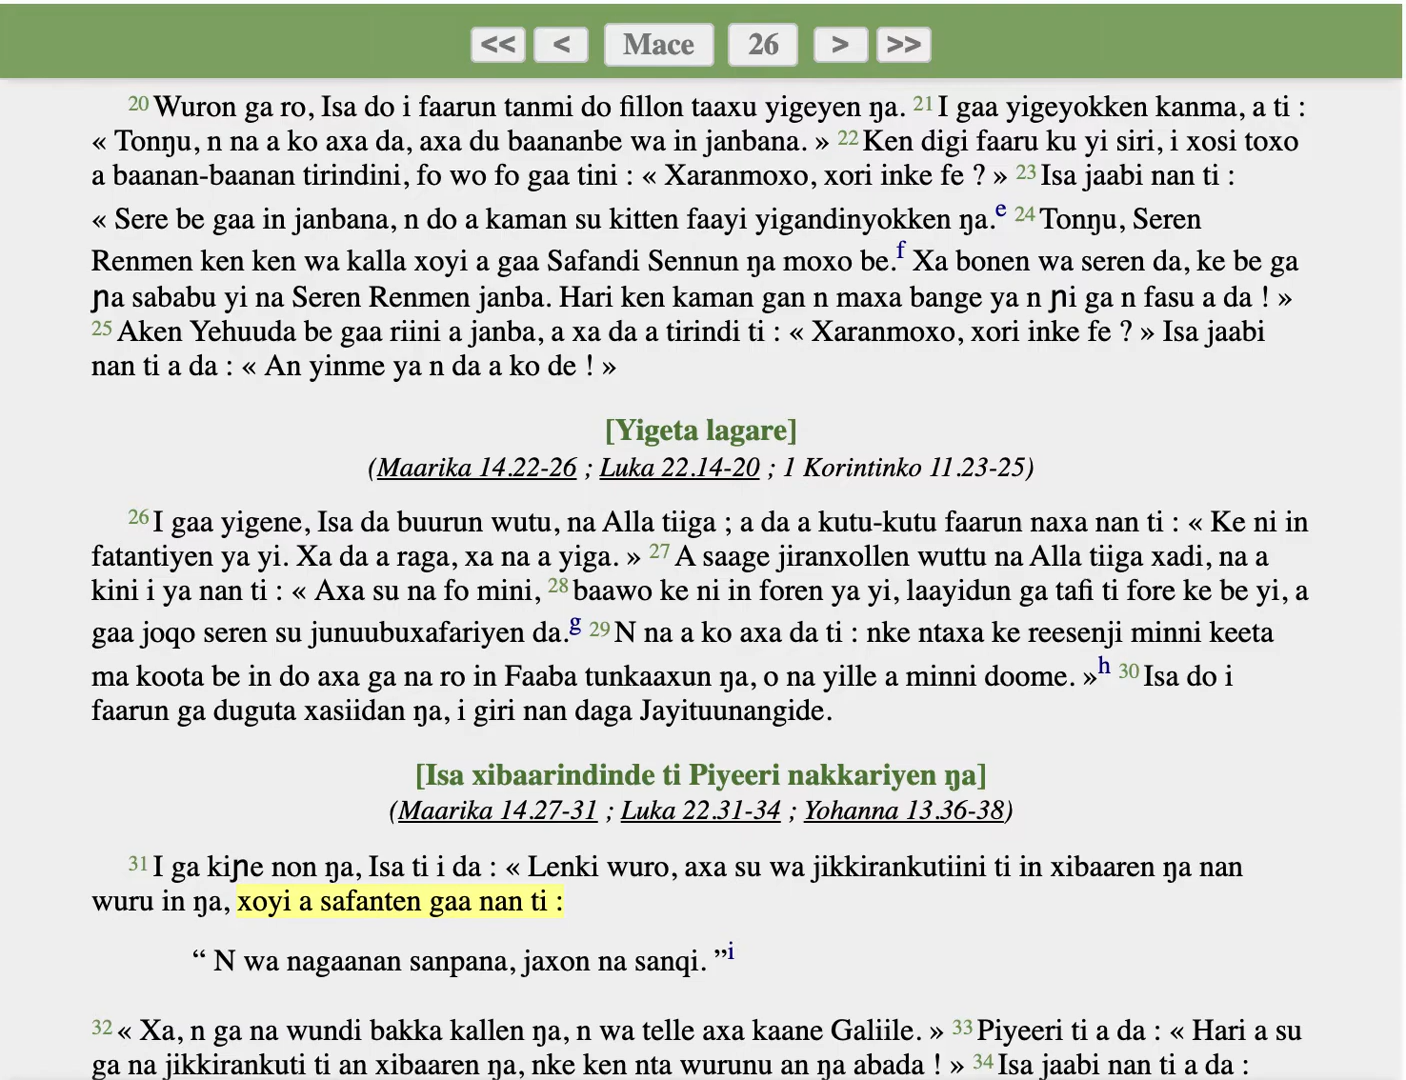 << < Mace 26 > >>
20 Wuron ga ro, Isa do i faarun tanmi do fillon taaxu yigeyen ŋa. 21 I gaa yigeyokken kanma, a ti :
« Tonŋu, n na a ko axa da, axa du baananbe wa in janbana. » 22 Ken digi faaru ku yi siri, i xosi toxo
a baanan-baanan tirindini, fo wo fo gaa tini : « Xaranmoxo, xori inke fe ? » 23 Isa jaabi nan ti :
« Sere be gaa in janbana, n do a kaman su kitten faayi yigandinyokken ŋa.e 24 Tonŋu, Seren
Renmen ken ken wa kalla xoyi a gaa Safandi Sennun ŋa moxo be.f Xa bonen wa seren da, ke be ga
ɲa sababu yi na Seren Renmen janba. Hari ken kaman gan n maxa bange ya n ɲi ga n fasu a da ! »
25 Aken Yehuuda be gaa riini a janba, a xa da a tirindi ti : « Xaranmoxo, xori inke fe ? » Isa jaabi
nan ti a da : « An yinme ya n da a ko de ! »
[Yigeta lagare]
(Maarika 14.22-26 ; Luka 22.14-20 ; 1 Korintinko 11.23-25)
26 I gaa yigene, Isa da buurun wutu, na Alla tiiga ; a da a kutu-kutu faarun naxa nan ti : « Ke ni in
fatantiyen ya yi. Xa da a raga, xa na a yiga. » 27 A saage jiranxollen wuttu na Alla tiiga xadi, na a
kini i ya nan ti : « Axa su na fo mini, 28 baawo ke ni in foren ya yi, laayidun ga tafi ti fore ke be yi, a
gaa joqo seren su junuubuxafariyen da.g 29 N na a ko axa da ti : nke ntaxa ke reesenji minni keeta
ma koota be in do axa ga na ro in Faaba tunkaaxun ŋa, o na yille a minni doome. »h 30 Isa do i
faarun ga duguta xasiidan ŋa, i giri nan daga Jayituunangide.
[Isa xibaarindinde ti Piyeeri nakkariyen ŋa]
(Maarika 14.27-31 ; Luka 22.31-34 ; Yohanna 13.36-38)
31 I ga kiɲe non ŋa, Isa ti i da : « Lenki wuro, axa su wa jikkirankutiini ti in xibaaren ŋa nan
wuru in ŋa, xoyi a safanten gaa nan ti :
“ N wa nagaanan sanpana, jaxon na sanqi. ”i
32 « Xa, n ga na wundi bakka kallen ŋa, n wa telle axa kaane Galiile. » 33 Piyeeri ti a da : « Hari a su
ga na jikkirankuti ti an xibaaren ŋa, nke ken nta wurunu an ŋa abada ! » 34 Isa jaabi nan ti a da :